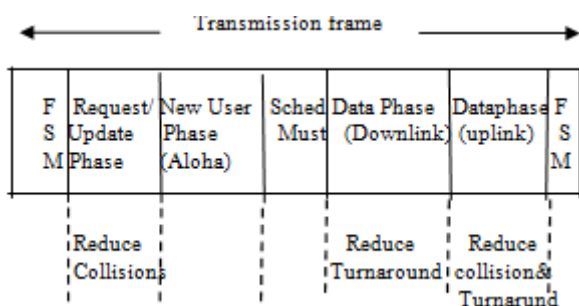 Transmission frame
F Request/ New User Sched Data Phase Dataphase F
S Update Phase Must (Downlink) (uplink) S
M Phase (Aloha) M
Reduce Reduce Reduce
Collisions Turnaround collision&
Turnarund